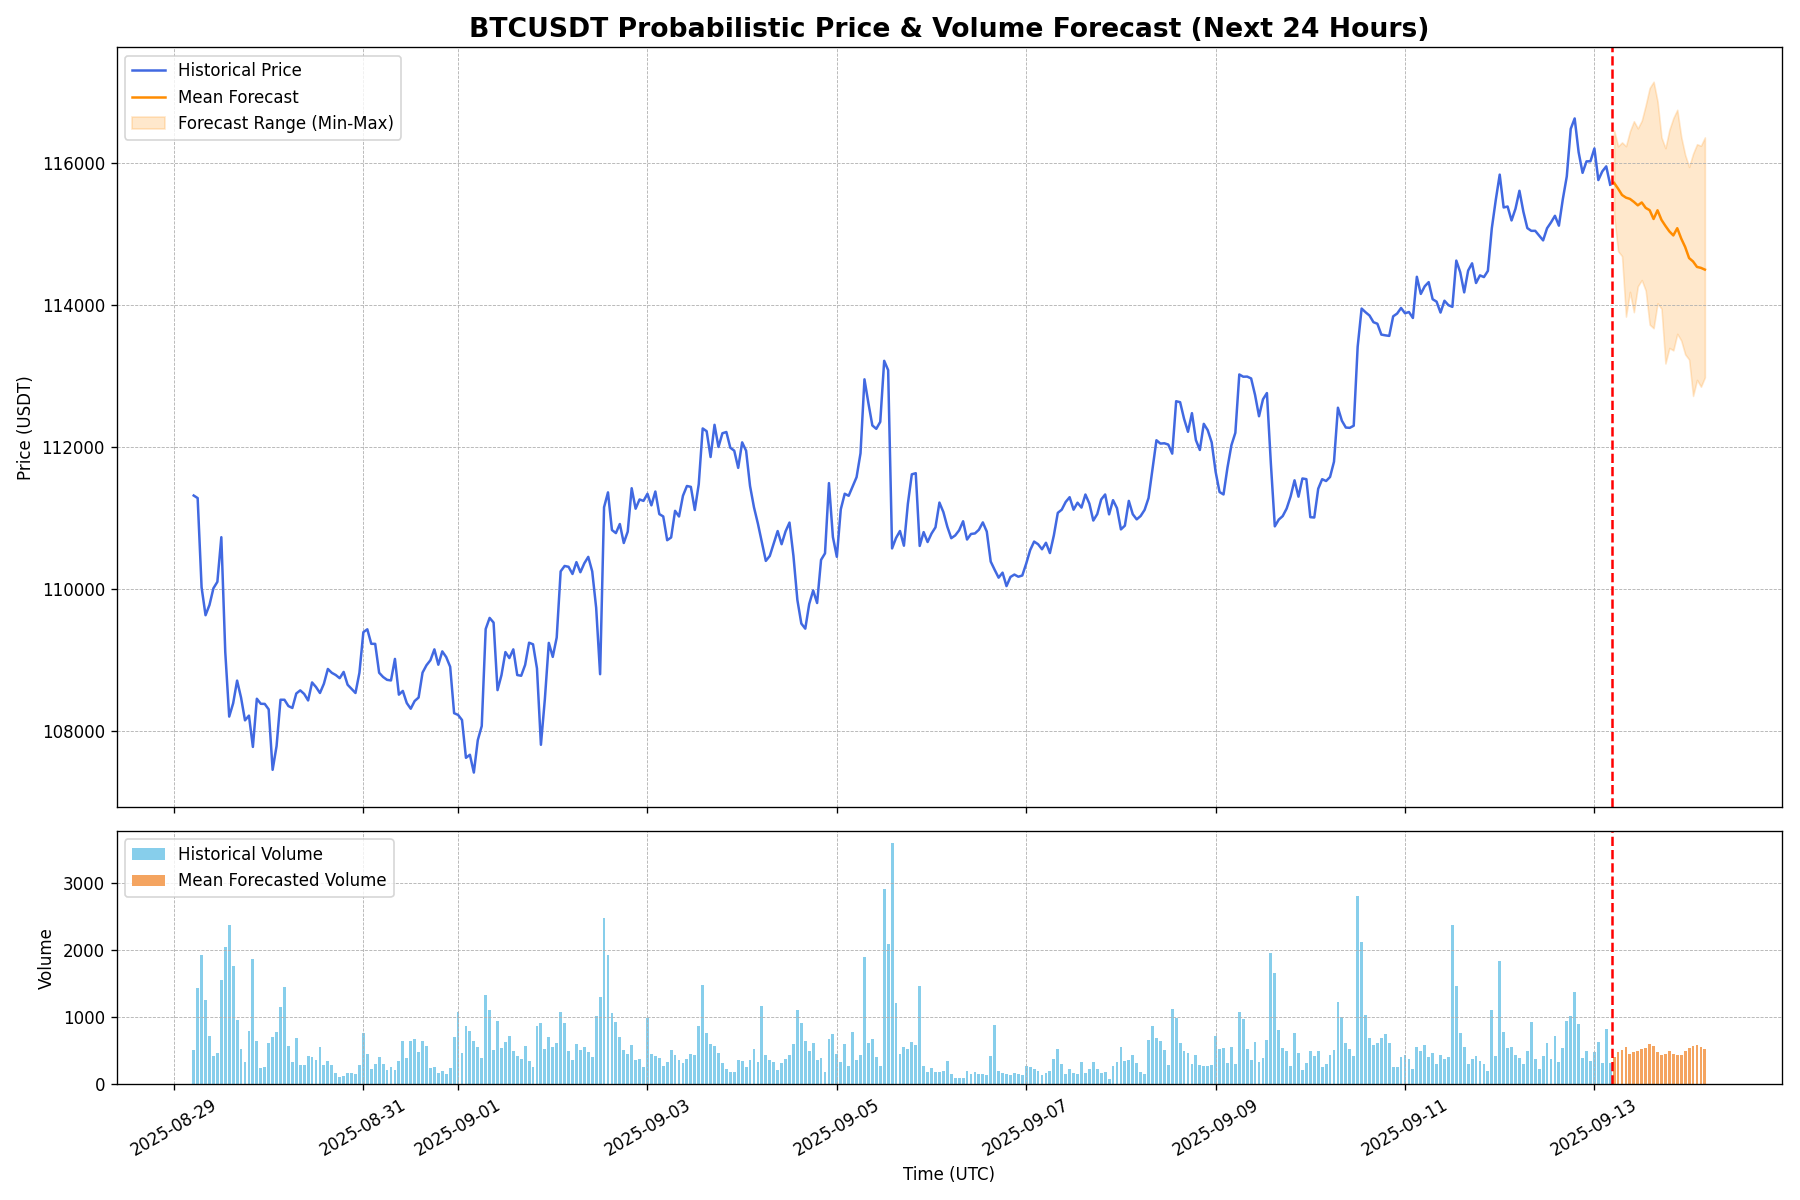 BTCUSDT Probabilistic Price & Volume Forecast (Next 24 Hours)
Historical Price
Mean Forecast
Forecast Range (Min-Max)
116000
114000
112000
110000
108000
Price (USDT)
Historical Volume
Mean Forecasted Volume
3000
2000
1000
0
Volume
2025-08-29
2025-08-31
2025-09-01
2025-09-03
2025-09-05
2025-09-07
2025-09-09
2025-09-11
2025-09-13
Time (UTC)